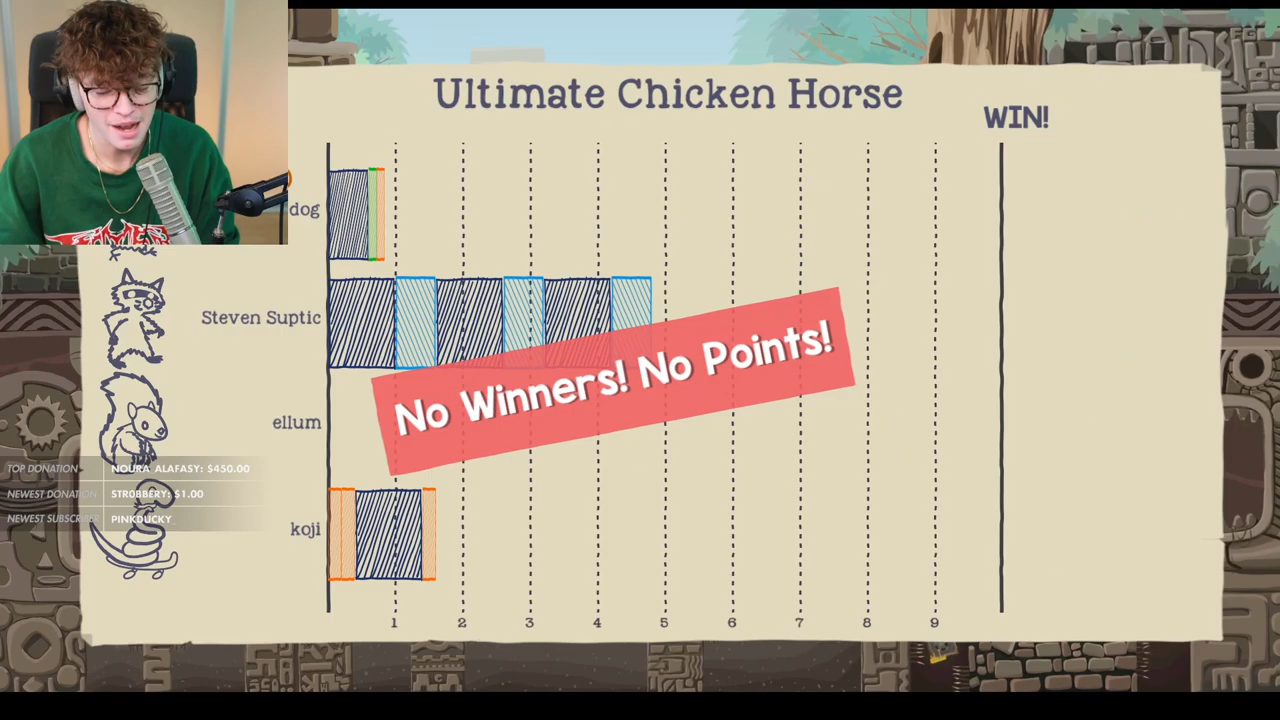 Ultimate Chicken Horse
WIN!
dog
Steven Suptic
No Winners! No Points!
ellum
TOP DONATION NOURA ALAFASY: $450.00
NEWEST DONATION STR0BBERY: $1.00
NEWEST SUBSCRIBER PINKDUCKY
koji
1 2 3 4 5 6 7 8 9